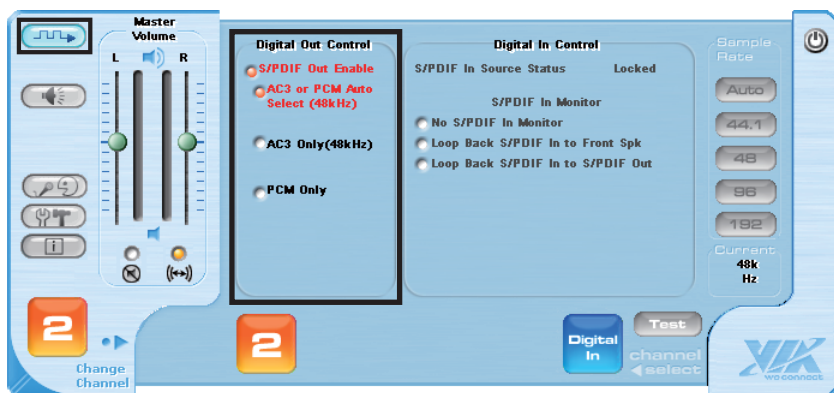 Master
Volume
L R
Digital Out Control
S/PDIF Out Enable
AC3 or PCM Auto
Select (48kHz)
AC3 Only(48kHz)
PCM Only
Digital In Control
S/PDIF In Source Status Locked
S/PDIF In Monitor
No S/PDIF In Monitor
Loop Back S/PDIF In to Front Spk
Loop Back S/PDIF In to S/PDIF Out
Sample
Rate
Auto
44.1
48
96
192
Current
48k
Hz
2
Change
Channel
2
Digital
In
Test
channel
select
VIA
we connect